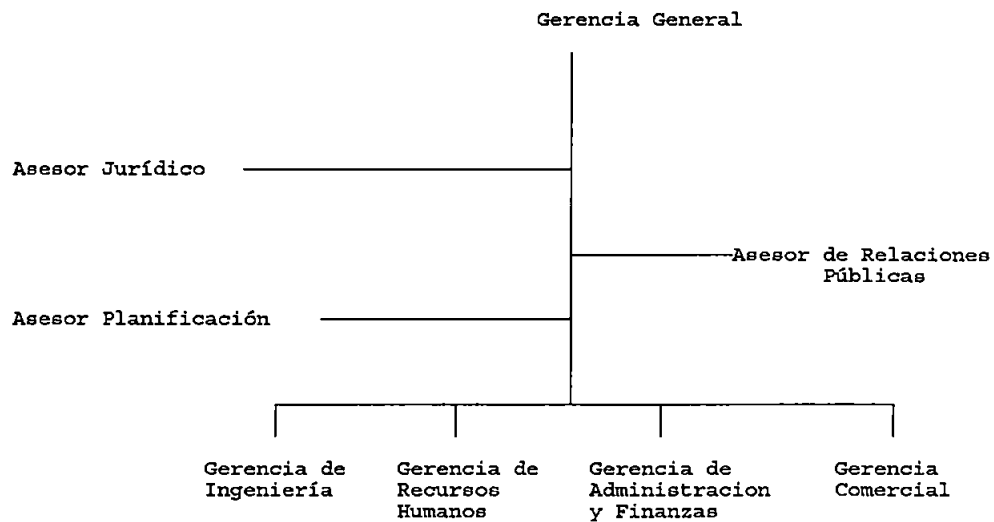 Gerencia General
Asesor Jurídico
Asesor de Relaciones
Públicas
Asesor Planificación
Gerencia de
Ingeniería
Gerencia de
Recursos
Humanos
Gerencia de
Administracion
y Finanzas
Gerencia
Comercial